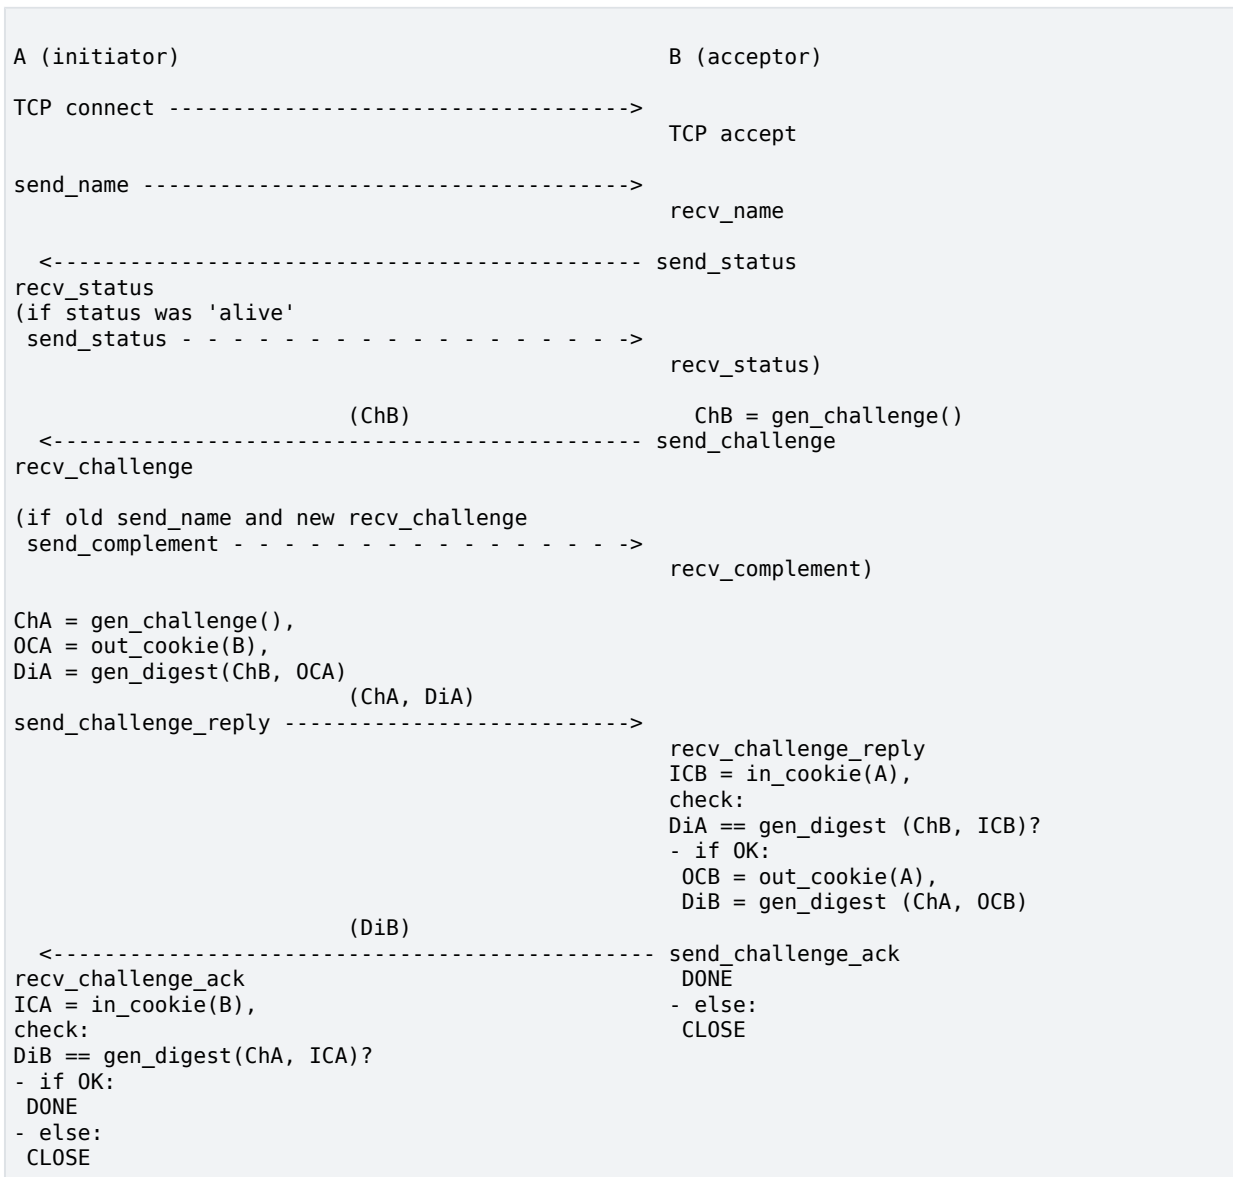 A (initiator)                                      B (acceptor)
TCP connect ------------------------------------>
                                                   TCP accept
send_name -------------------------------------->
                                                   recv_name
  <---------------------------------------------- send_status
recv_status
(if status was 'alive'
 send_status - - - - - - - - - - - - - - - - - ->
                                                   recv_status)
                          (ChB)                      ChB = gen_challenge()
  <---------------------------------------------- send_challenge
recv_challenge
(if old send_name and new recv_challenge
 send_complement - - - - - - - - - - - - - - - ->
                                                   recv_complement)
ChA = gen_challenge(),
OCA = out_cookie(B),
DiA = gen_digest(ChB, OCA)
                          (ChA, DiA)
send_challenge_reply --------------------------->
                                                   recv_challenge_reply
                                                   ICB = in_cookie(A),
                                                   check:
                                                   DiA == gen_digest (ChB, ICB)?
                                                   - if OK:
                                                    OCB = out_cookie(A),
                                                    DiB = gen_digest (ChA, OCB)
                          (DiB)
  <----------------------------------------------- send_challenge_ack
recv_challenge_ack                                  DONE
ICA = in_cookie(B),                                - else:
check:                                              CLOSE
DiB == gen_digest(ChA, ICA)?
- if OK:
 DONE
- else:
 CLOSE